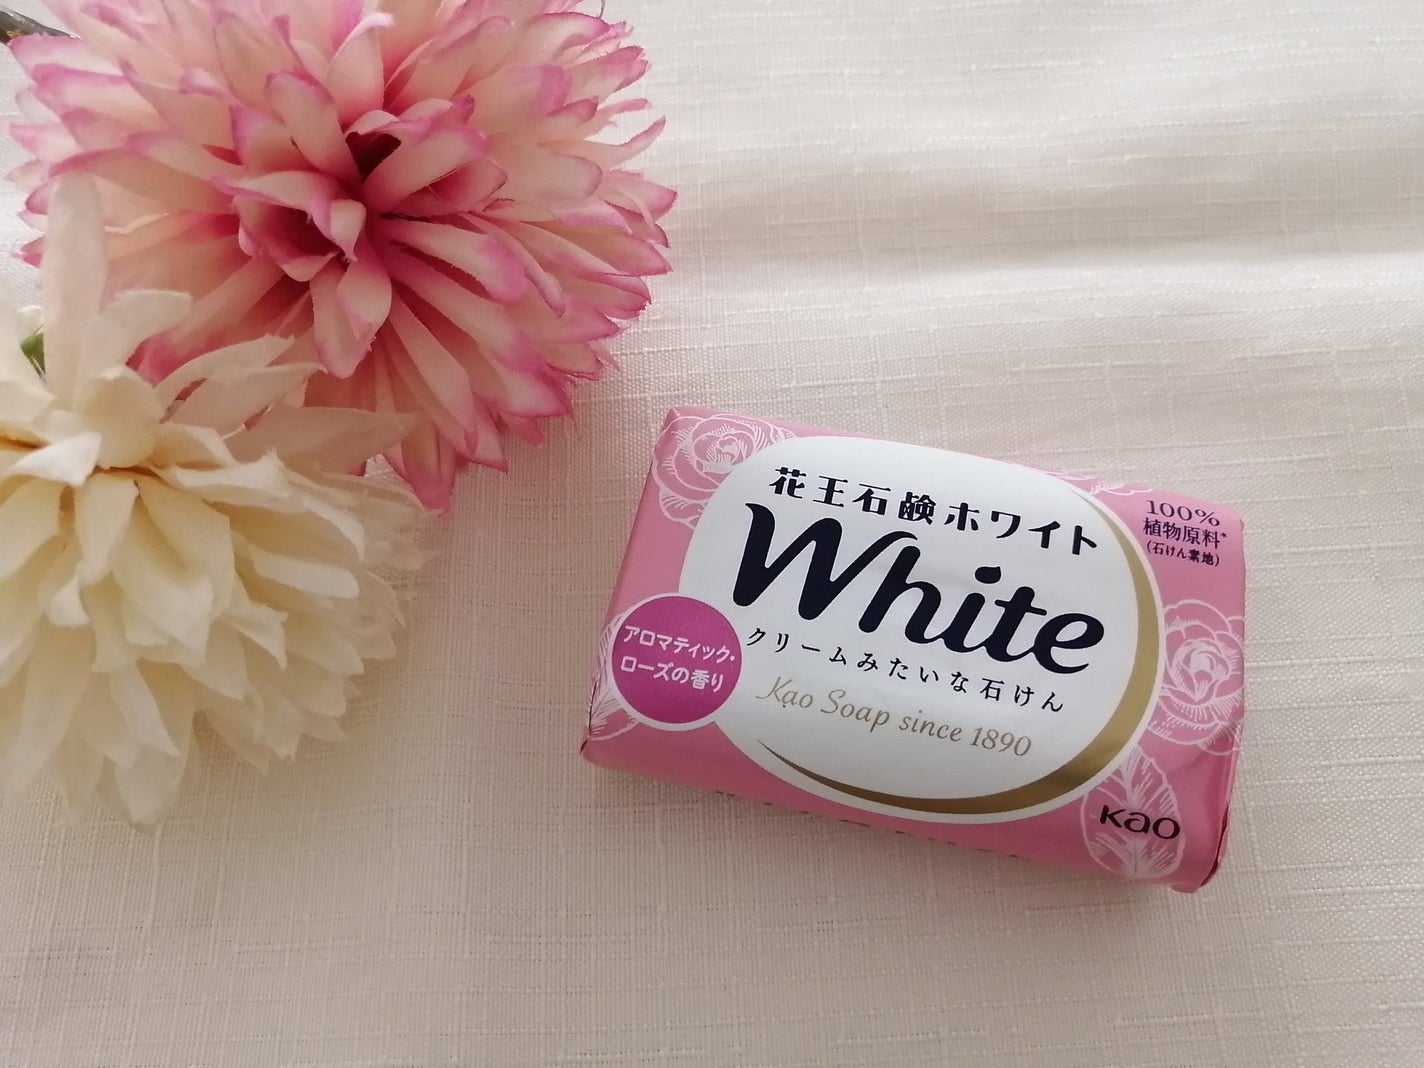 花王石鹸ホワイト
White
クリームみたいな石けん
Kao Soap since 1890
アロマティック・
ローズの香り
100%
植物原料*
(石けん素地)
Kao